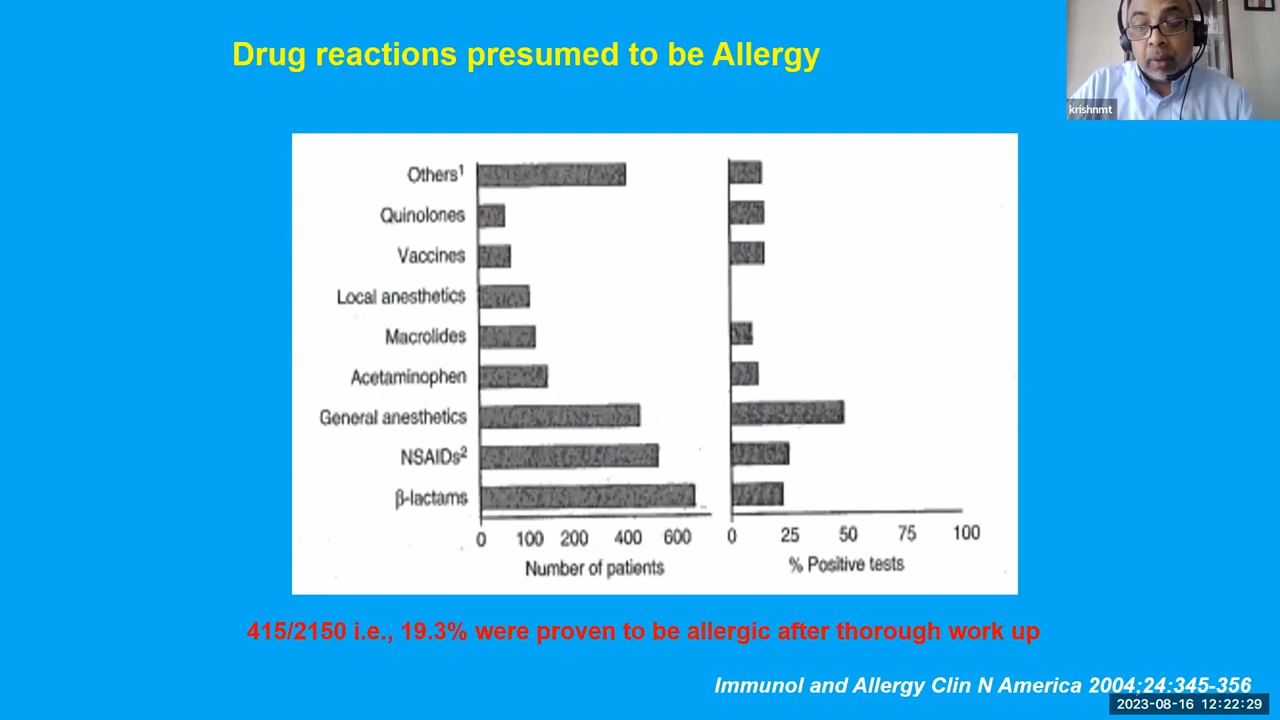 Drug reactions presumed to be Allergy
krishnmt
Others¹
Quinolones
Vaccines
Local anesthetics
Macrolides
Acetaminophen
General anesthetics
NSAIDs²
β-lactams
0 100 200 400 600
Number of patients
0 25 50 75 100
% Positive tests
415/2150 i.e., 19.3% were proven to be allergic after thorough work up
Immunol and Allergy Clin N America 2004;24:345-356
2023-08-16 12:22:29